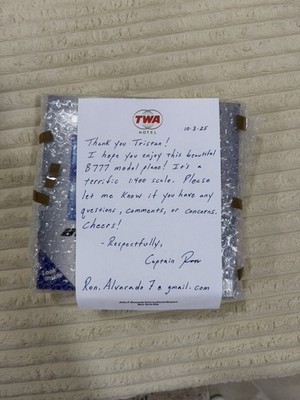 TWA
HOTEL
10-3-25
Thank you Tristan!
I hope you enjoy this beautiful
B777 model plane! It's a
terrific 1:400 scale. Please
let me know if you have any
questions, comments, or concerns.
Cheers!
- Respectfully,
Captain Ron
Ron.Alvarado7@gmail.com